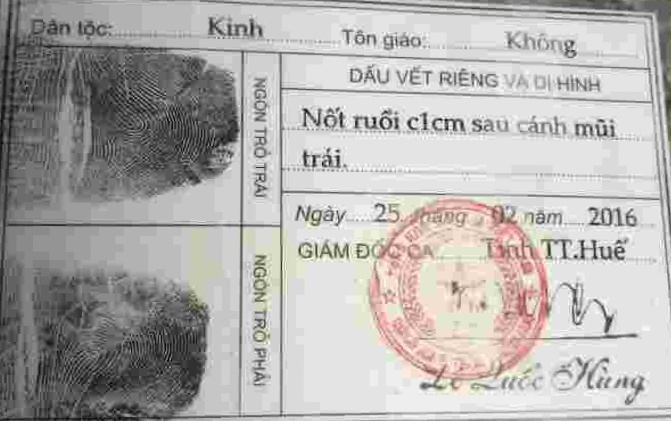 Dân tộc: Kinh Tôn giáo: Không
DẤU VẾT RIÊNG VÀ DỊ HÌNH
Nốt ruồi c1cm sau cánh mũi
trái.
NGÓN TRỎ TRÁI
Ngày 25 tháng 02 năm 2016
GIÁM ĐỐC CA Tỉnh TT.Huế
NGÓN TRỎ PHẢI
Lê Quốc Hùng